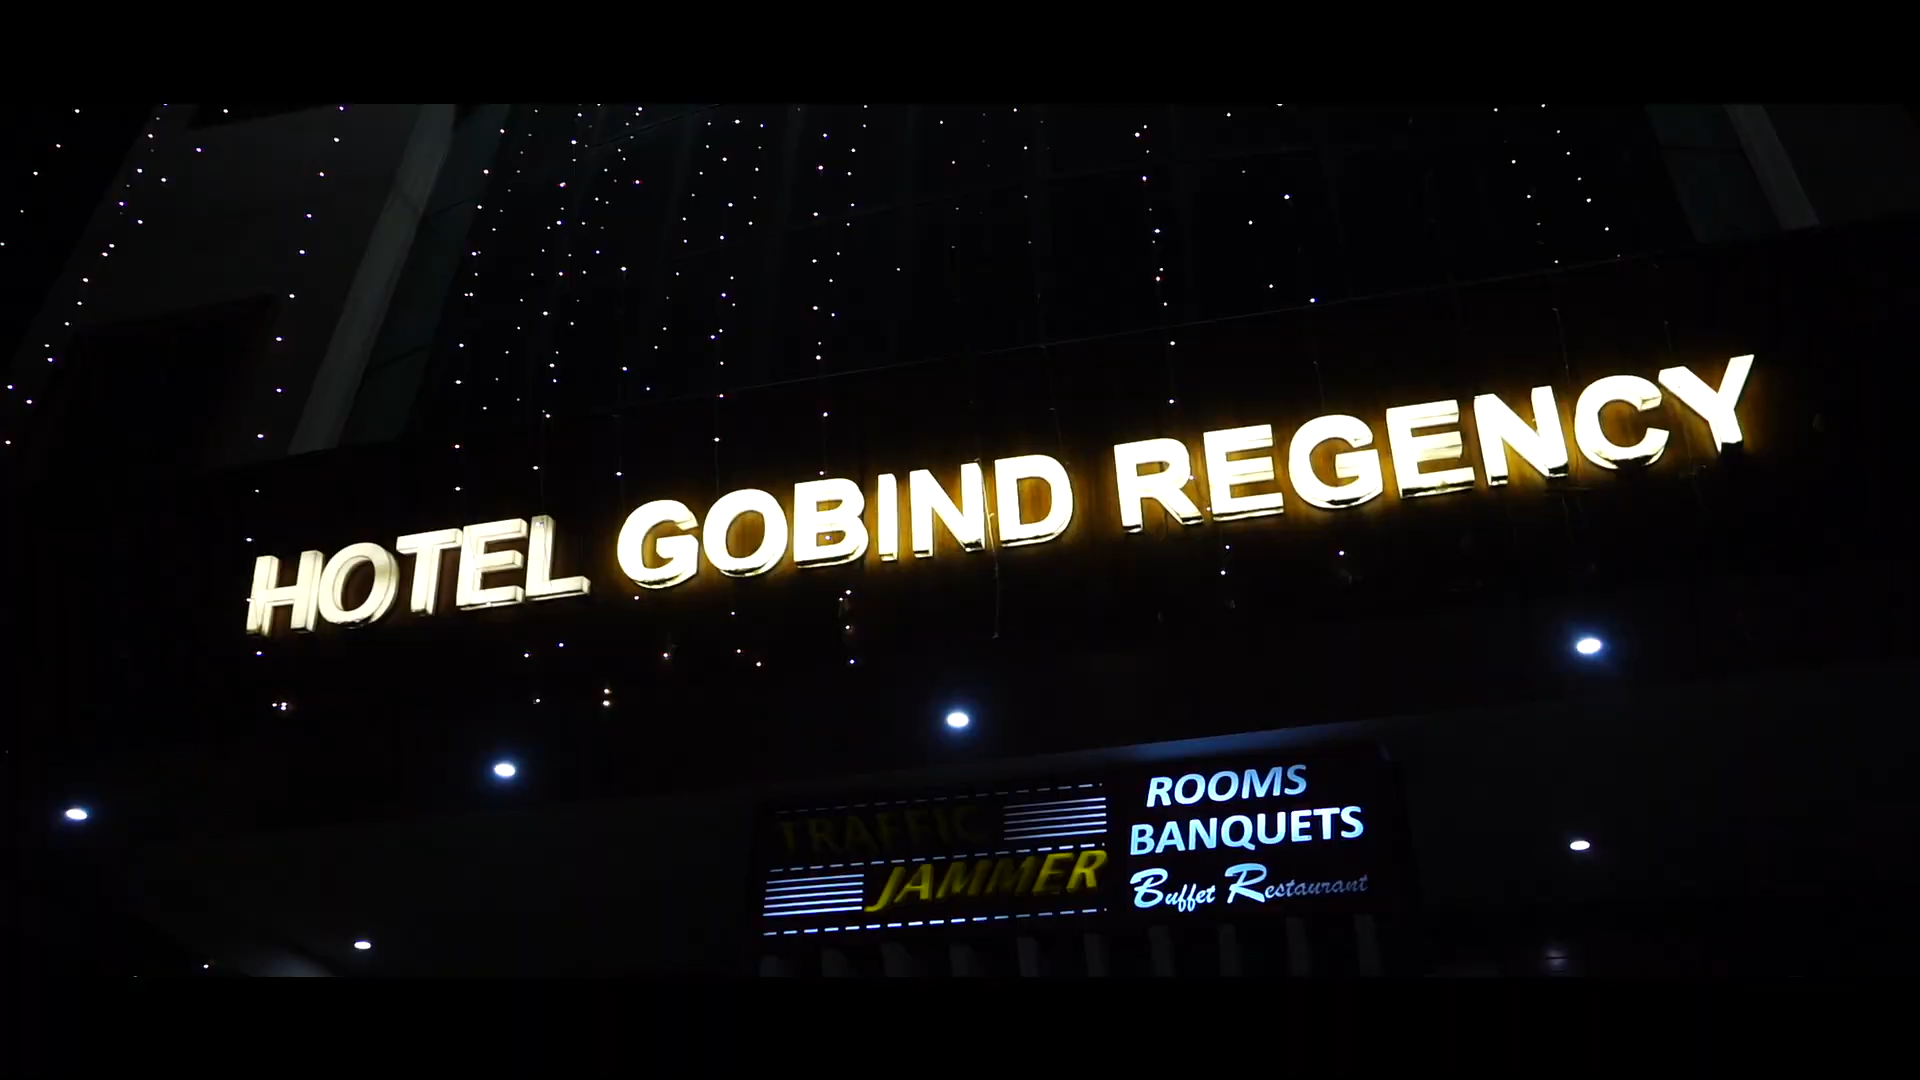 HOTEL GOBIND REGENCY
TRAFFIC
JAMMER
ROOMS
BANQUETS
Buffet Restaurant